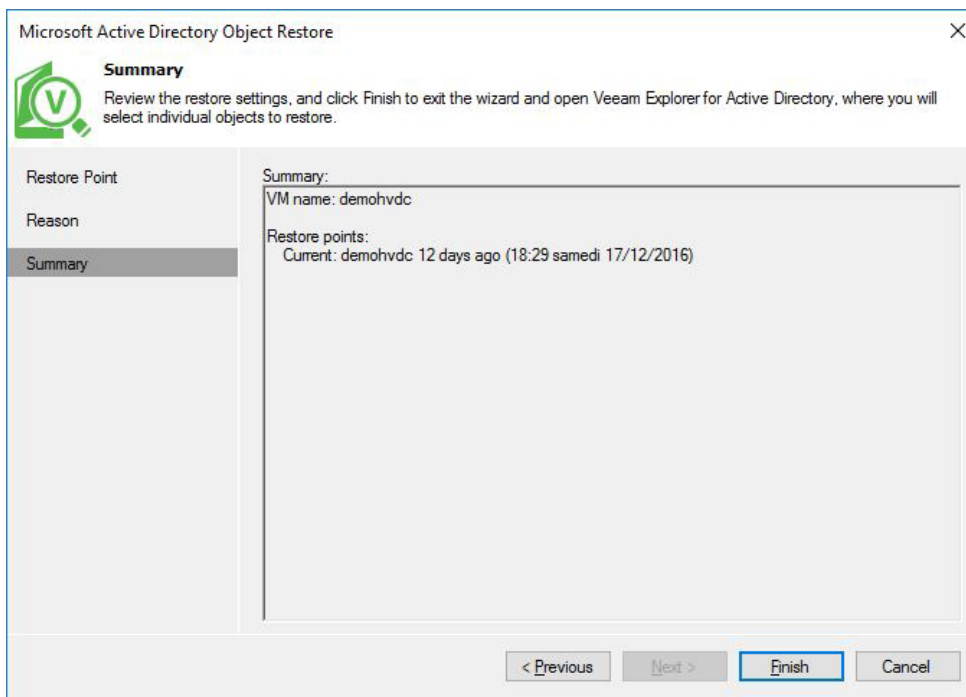 Microsoft Active Directory Object Restore
Summary
Review the restore settings, and click Finish to exit the wizard and open Veeam Explorer for Active Directory, where you will
select individual objects to restore.
Restore Point
Reason
Summary
Summary:
VM name: demohvdc
Restore points:
Current: demohvdc 12 days ago (18:29 samedi 17/12/2016)
< Previous
Next >
Finish
Cancel